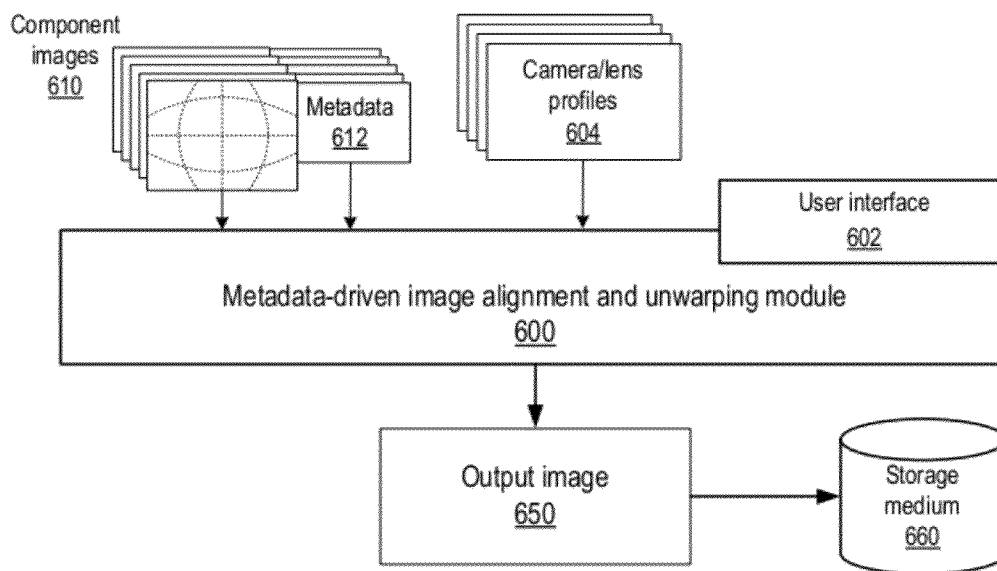 Component
images
610
Metadata
612
Camera/lens
profiles
604
User interface
602
Metadata-driven image alignment and unwarping module
600
Output image
650
Storage
medium
660